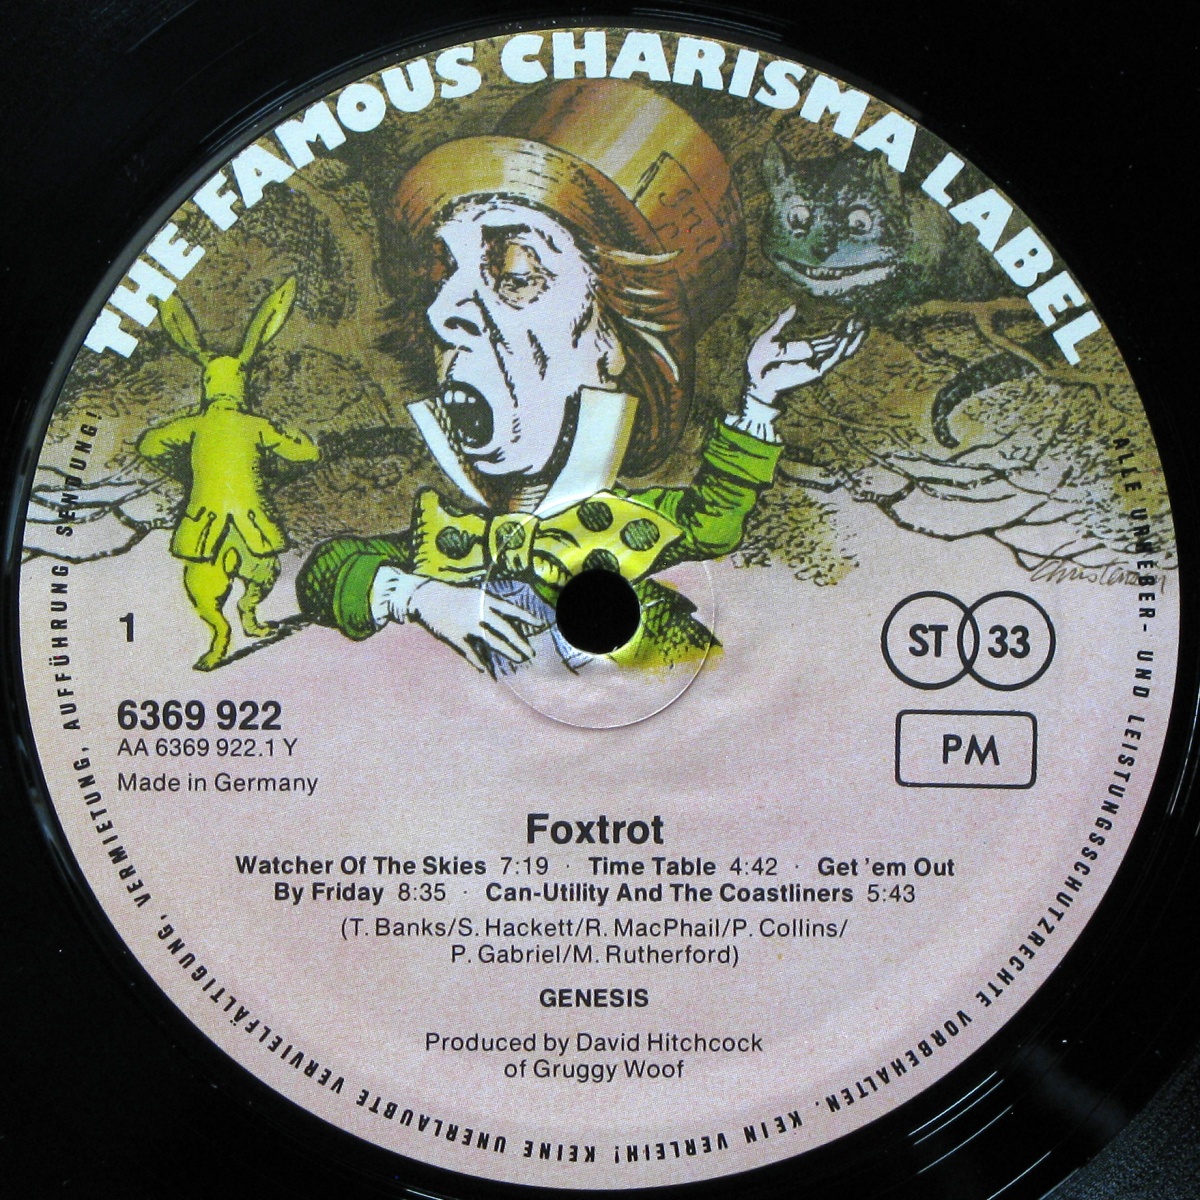 THE FAMOUS CHARISMA LABEL
ST 33
1
6369 922
AA 6369 922.1 Y
Made in Germany
PM
Foxtrot
Watcher Of The Skies 7:19 · Time Table 4:42 · Get 'em Out
By Friday 8:35 · Can-Utility And The Coastliners 5:43
(T. Banks/S. Hackett/R. MacPhail/P. Collins/
P. Gabriel/M. Rutherford)
GENESIS
Produced by David Hitchcock
of Gruggy Woof
ALLE URHEBER- UND LEISTUNGSSCHUTZRECHTE VORBEHALTEN. KEIN VERLEIH! KEINE UNERLAUBTE VERVIELFÄLTIGUNG, VERMIETUNG, AUFFÜHRUNG, SENDUNG!